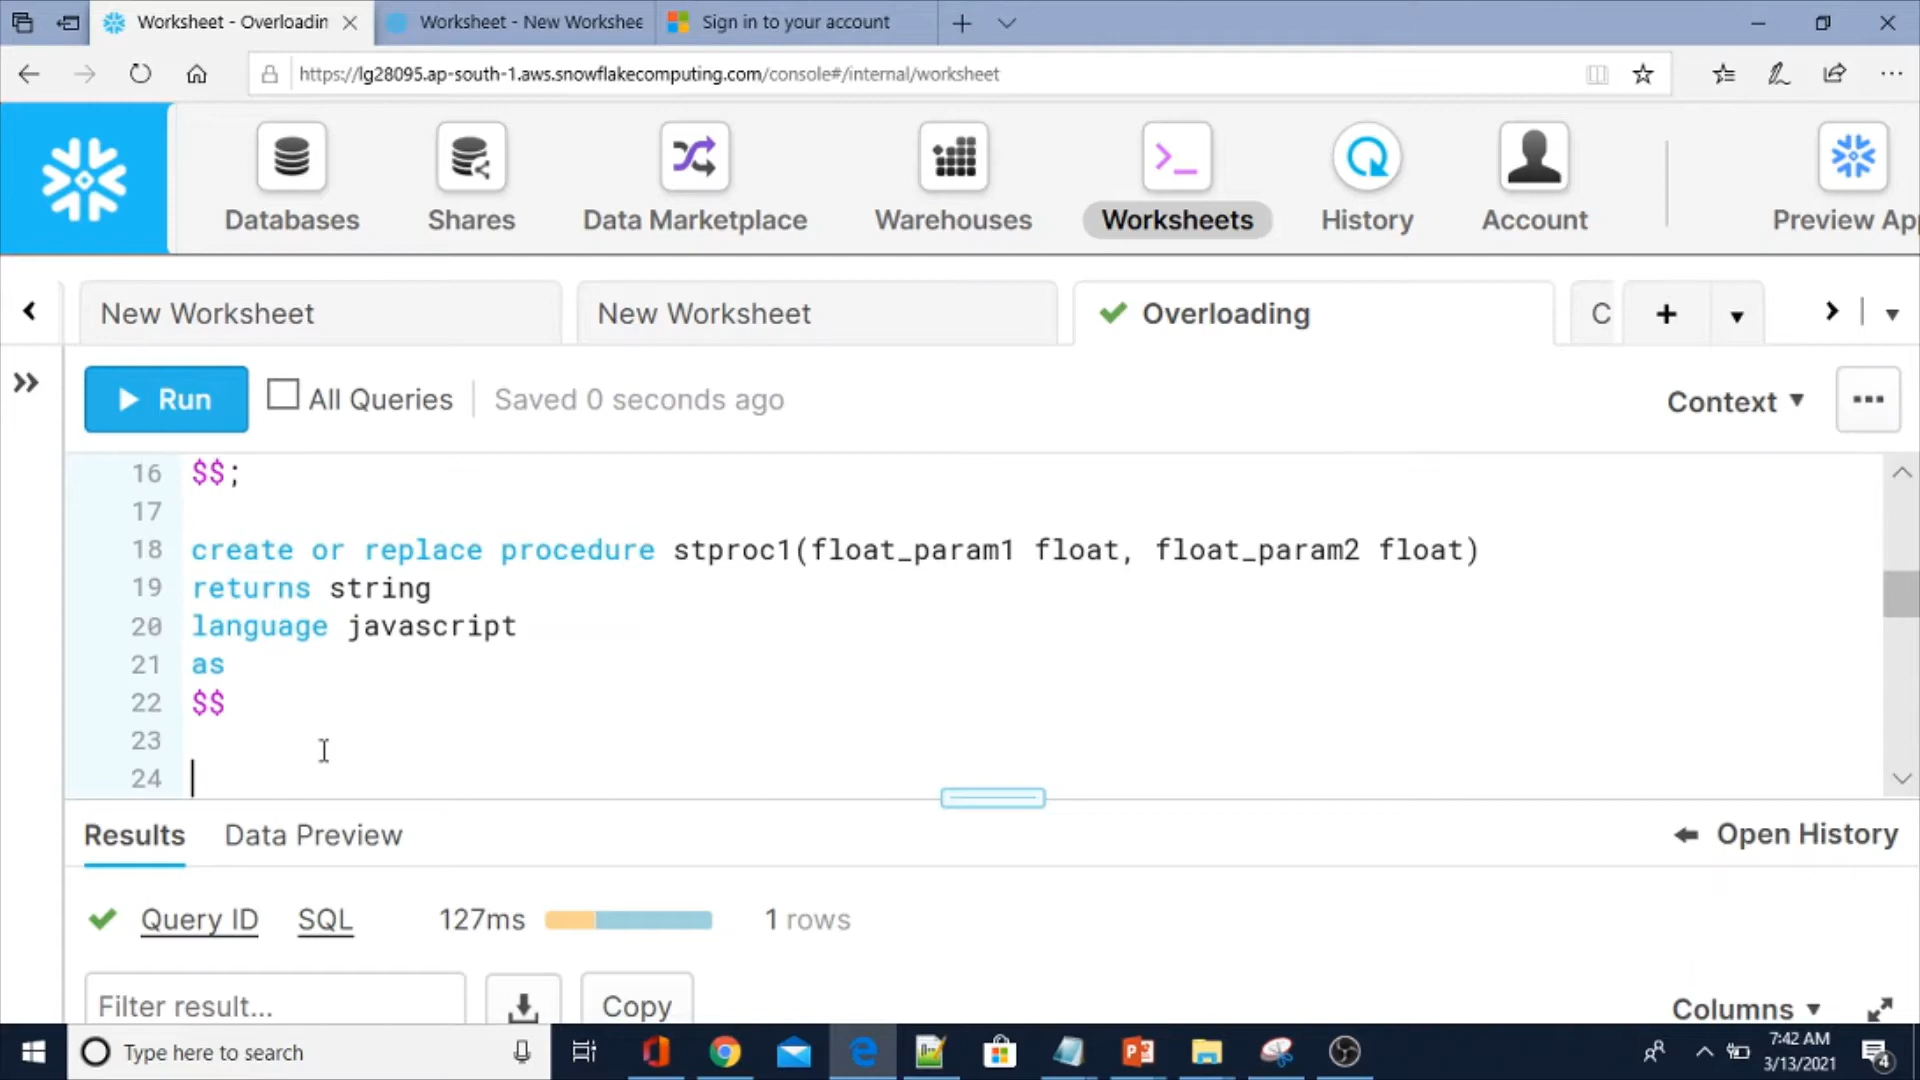 Worksheet - Overloadin
Worksheet - New Workshee
Sign in to your account
https://lg28095.ap-south-1.aws.snowflakecomputing.com/console#/internal/worksheet
Databases
Shares
Data Marketplace
Warehouses
Worksheets
History
Account
Preview Ap
New Worksheet
New Worksheet
Overloading
C
Run
All Queries
Saved 0 seconds ago
Context
16 $$;
17
18 create or replace procedure stproc1(float_param1 float, float_param2 float)
19 returns string
20 language javascript
21 as
22 $$
23
24
Results
Data Preview
Open History
Query ID
SQL
127ms
1 rows
Filter result...
Copy
Columns
Type here to search
7:42 AM
3/13/2021
4